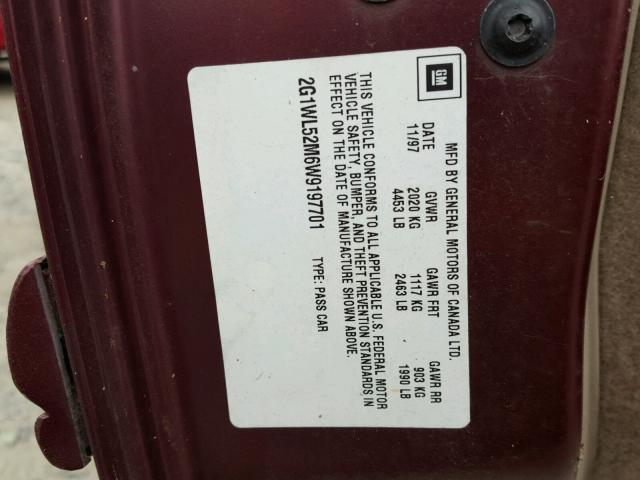 GM
MFD BY GENERAL MOTORS OF CANADA LTD.
DATE GVWR GAWR FRT GAWR RR
11/97 2020 KG 1117 KG 903 KG
4453 LB 2463 LB 1990 LB
THIS VEHICLE CONFORMS TO ALL APPLICABLE U.S. FEDERAL MOTOR
VEHICLE SAFETY, BUMPER, AND THEFT PREVENTION STANDARDS IN
EFFECT ON THE DATE OF MANUFACTURE SHOWN ABOVE.
2G1WL52M6W9197701 TYPE: PASS CAR